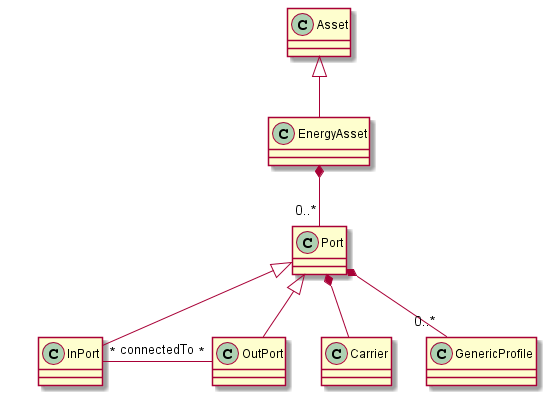 C Asset
C EnergyAsset
0..*
C Port
0..*
C InPort
* connectedTo *
C OutPort
C Carrier
C GenericProfile